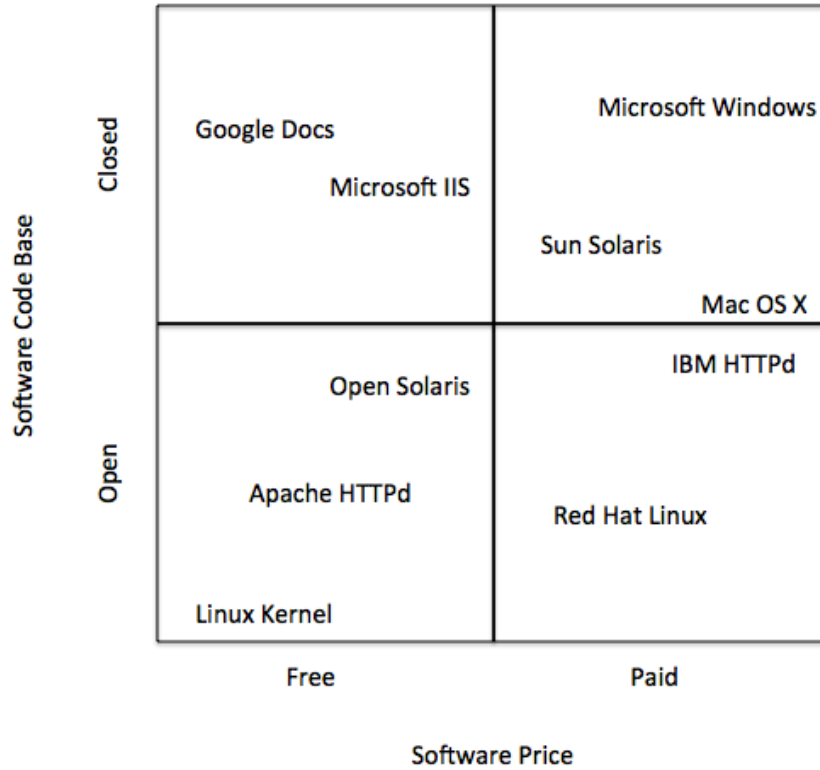 Google Docs
Microsoft Windows
Microsoft IIS
Sun Solaris
Mac OS X
Closed
Software Code Base
Open
IBM HTTPd
Open Solaris
Apache HTTPd
Red Hat Linux
Linux Kernel
Free
Paid
Software Price